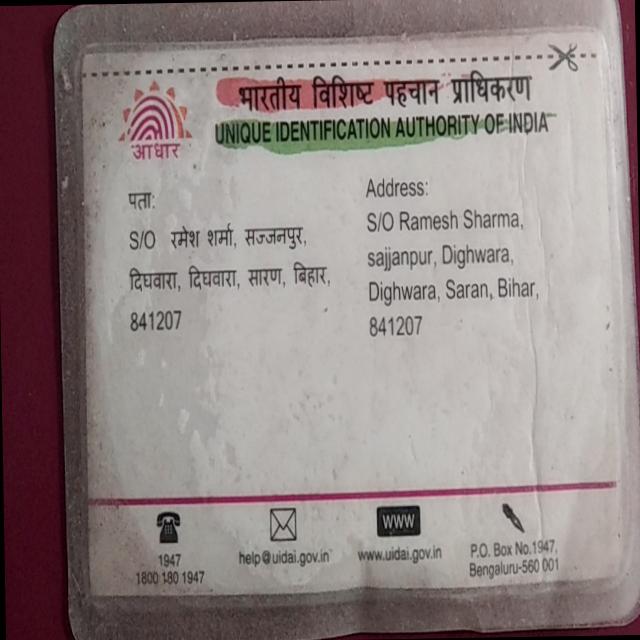 भारतीय विशिष्ट पहचान प्राधिकरण
UNIQUE IDENTIFICATION AUTHORITY OF INDIA
आधार
पता:
S/O रमेश शर्मा, सज्जनपुर,
दिघवारा, दिघवारा, सारण, बिहार,
841207
Address:
S/O Ramesh Sharma,
sajjanpur, Dighwara,
Dighwara, Saran, Bihar,
841207
1947
1800 180 1947
help@uidai.gov.in
WWW
www.uidai.gov.in
P.O. Box No.1947,
Bengaluru-560 001